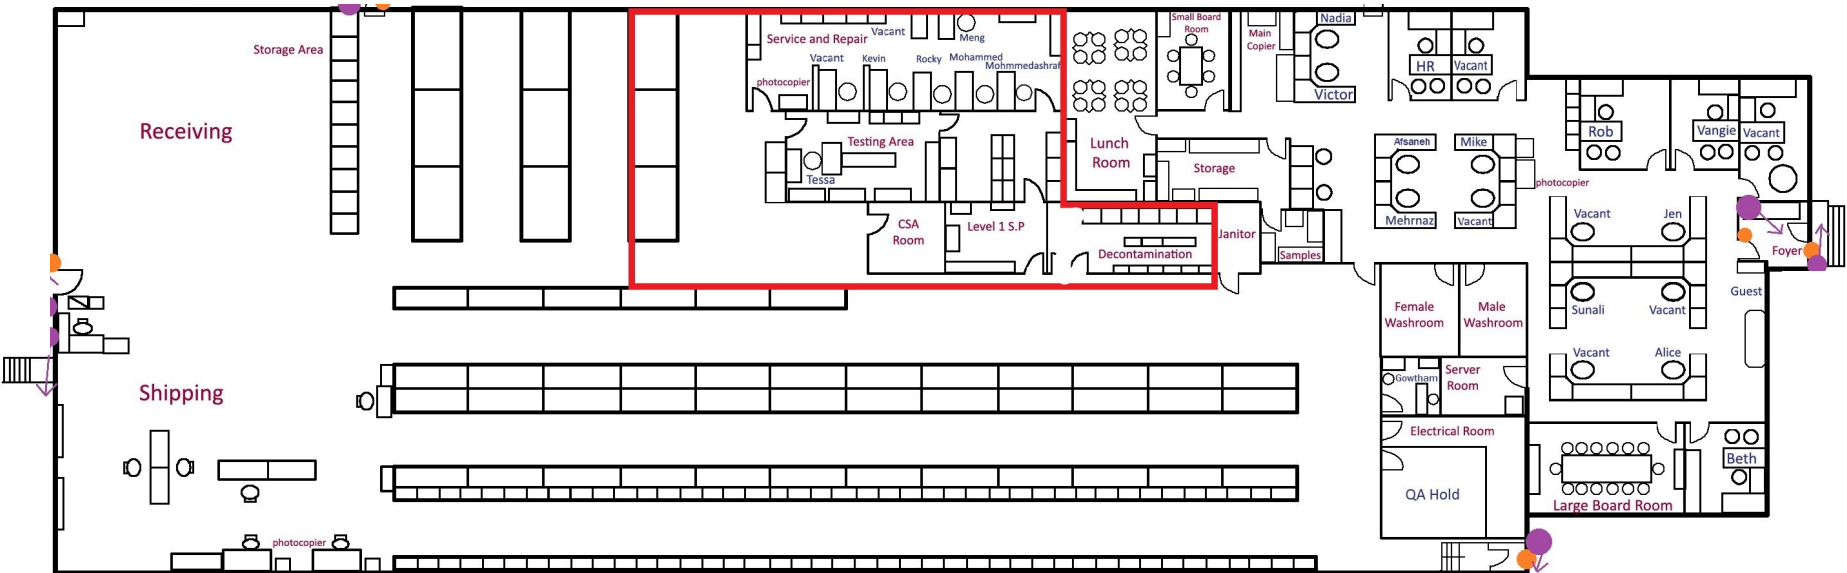 Storage Area
Receiving
Shipping
photocopier
Service and Repair
Vacant
Meng
Vacant
Kevin
Rocky
Mohammed
Mohmmedashraf
photocopier
Testing Area
Tessa
CSA
Room
Level 1 S.P
Decontamination
Lunch
Room
Small Board
Room
Storage
Janitor
Samples
Main
Copier
Nadia
Victor
HR
Vacant
Afsaneh
Mike
Mehrnaz
Vacant
photocopier
Rob
Vangie
Vacant
Vacant
Jen
Foyer
Guest
Sunali
Vacant
Vacant
Alice
Female
Washroom
Male
Washroom
Gowtham
Server
Room
Electrical Room
QA Hold
Large Board Room
Beth